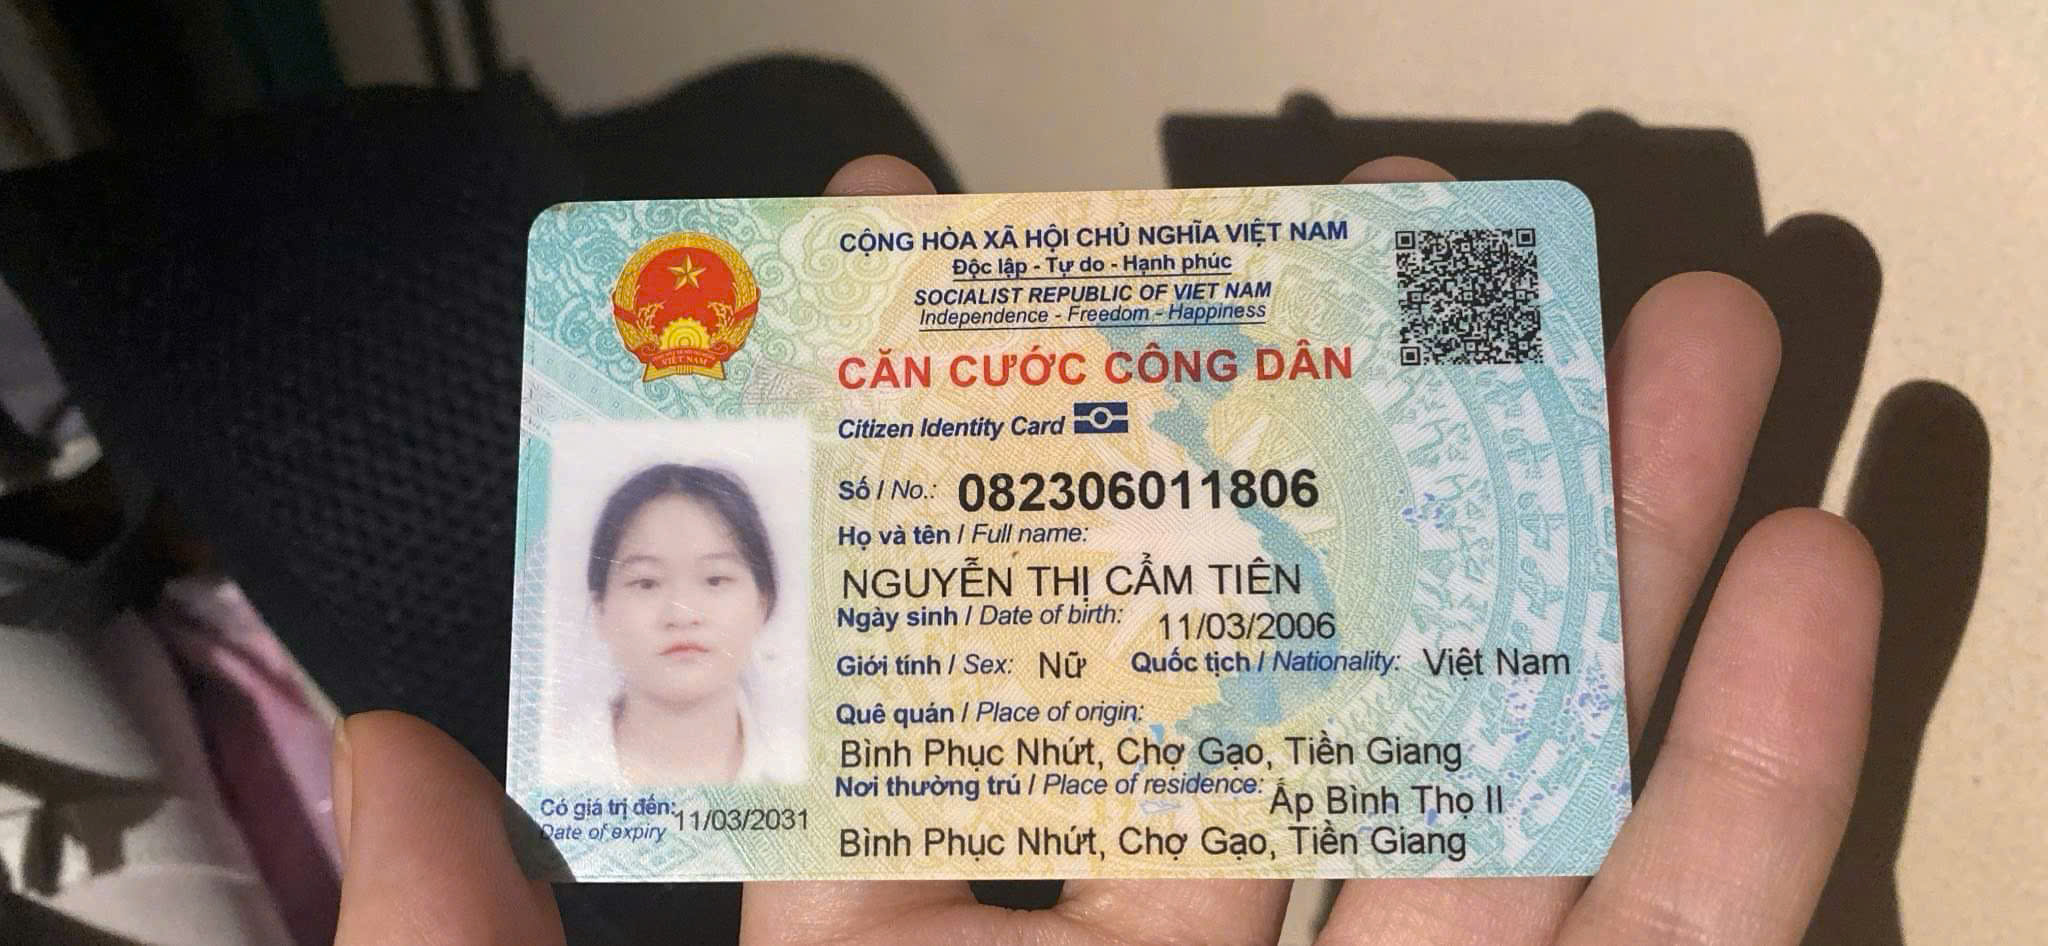 CỘNG HÒA XÃ HỘI CHỦ NGHĨA VIỆT NAM
Độc lập - Tự do - Hạnh phúc
SOCIALIST REPUBLIC OF VIET NAM
Independence - Freedom - Happiness
CĂN CƯỚC CÔNG DÂN
Citizen Identity Card
Số / No.: 082306011806
Họ và tên / Full name:
NGUYỄN THỊ CẨM TIÊN
Ngày sinh / Date of birth: 11/03/2006
Giới tính / Sex: Nữ Quốc tịch / Nationality: Việt Nam
Quê quán / Place of origin:
Bình Phục Nhứt, Chợ Gạo, Tiền Giang
Nơi thường trú / Place of residence: Ấp Bình Thọ II
Bình Phục Nhứt, Chợ Gạo, Tiền Giang
Có giá trị đến: 11/03/2031
Date of expiry
VIỆT NAM